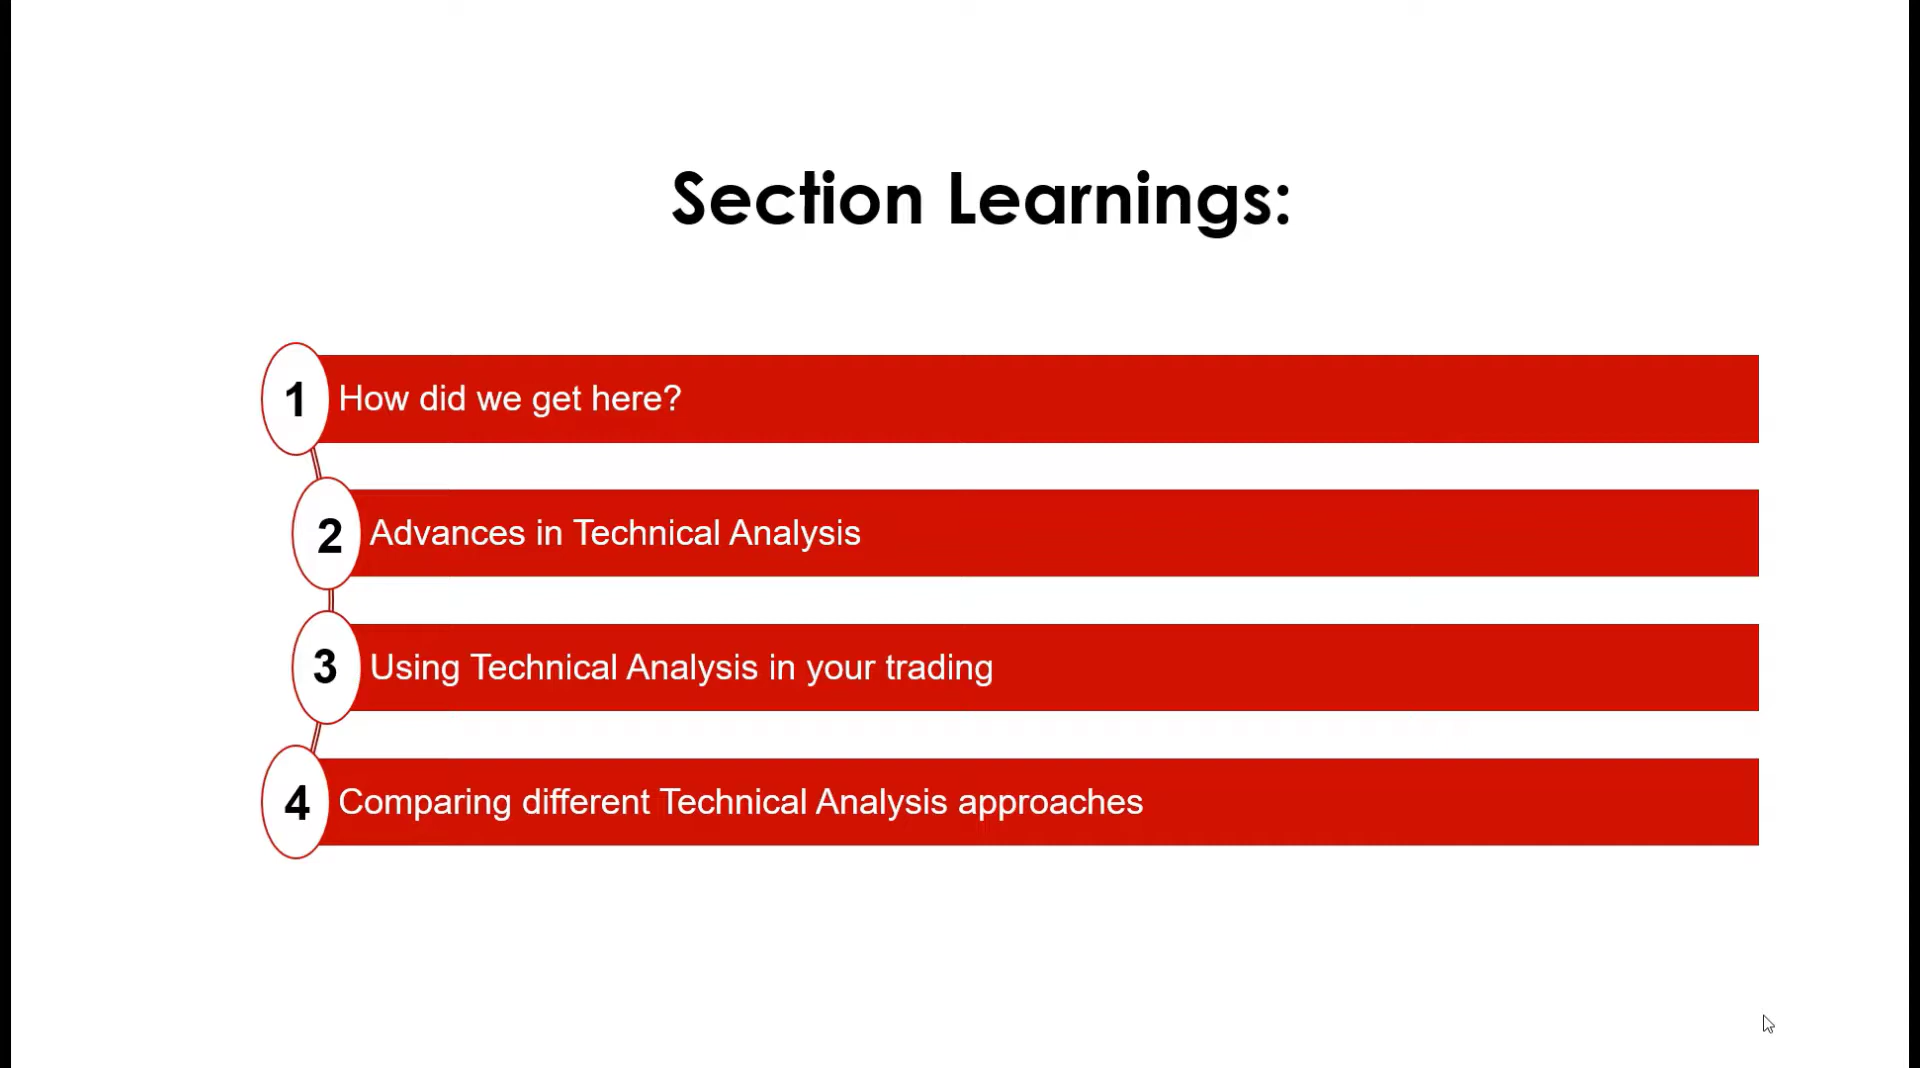 Section Learnings:
1 How did we get here?
2 Advances in Technical Analysis
3 Using Technical Analysis in your trading
4 Comparing different Technical Analysis approaches